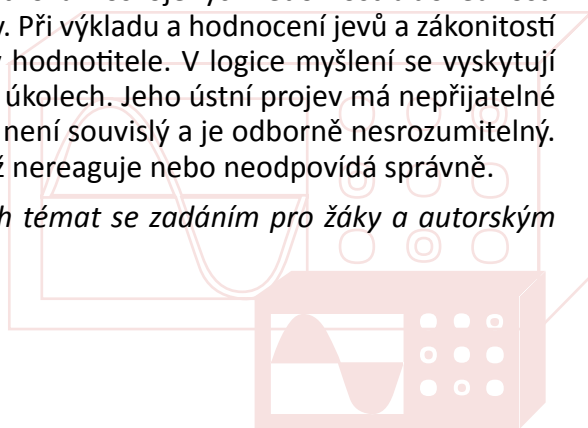 y. Při výkladu a hodnocení jevů a zákonitostí
hodnotitele. V logice myšlení se vyskytují
úkolech. Jeho ústní projev má nepřijatelné
není souvislý a je odborně nesrozumitelný.
ž nereaguje nebo neodpovídá správně.
h témat se zadáním pro žáky a autorským